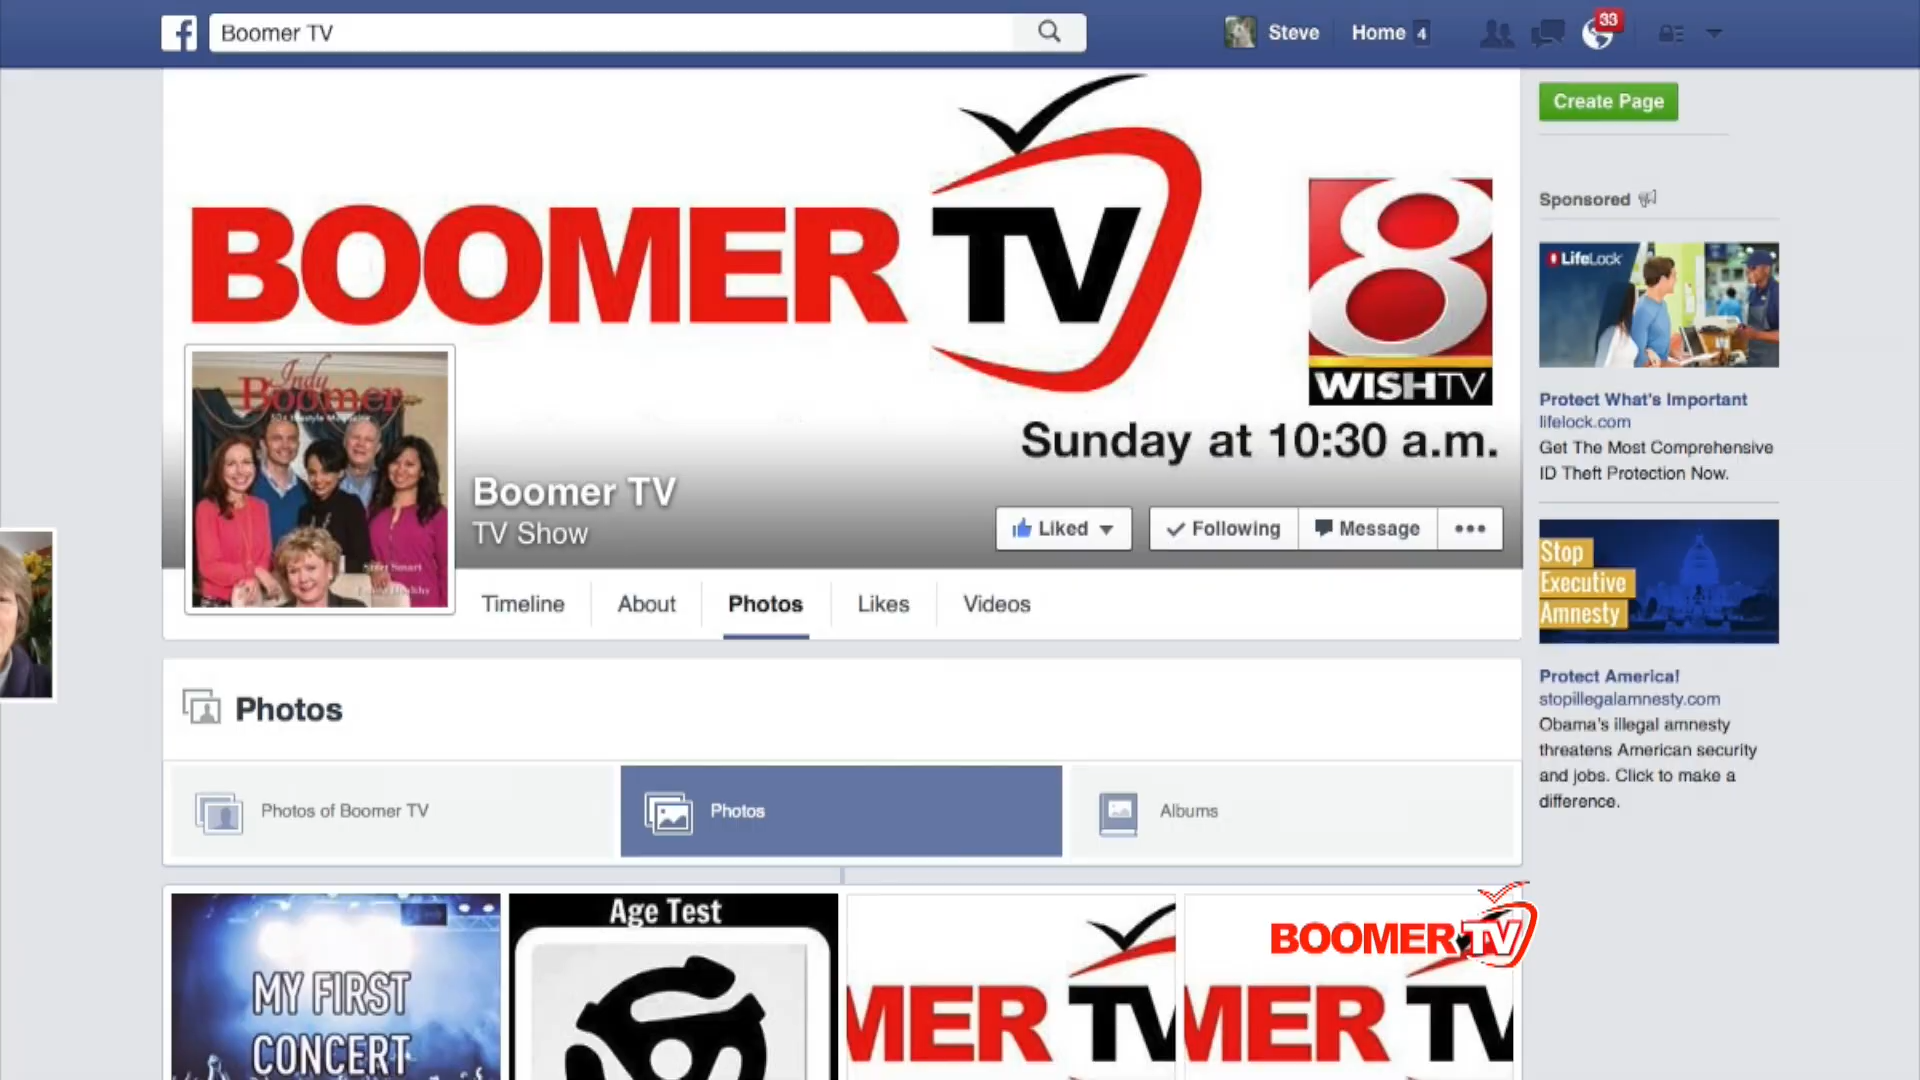 Boomer TV
Steve
Home 4
33
Create Page
BOOMER TV
8
WISHTV
Sunday at 10:30 a.m.
Indy
Boomer
Boomer TV
TV Show
Liked
Following
Message
Timeline
About
Photos
Likes
Videos
Photos
Photos of Boomer TV
Photos
Albums
MY FIRST
CONCERT
Age Test
MER TV
MER TV
BOOMER TV
Sponsored
LifeLock
Protect What's Important
lifelock.com
Get The Most Comprehensive
ID Theft Protection Now.
Stop
Executive
Amnesty
Protect America!
stopillegalamnesty.com
Obama's illegal amnesty
threatens American security
and jobs. Click to make a
difference.